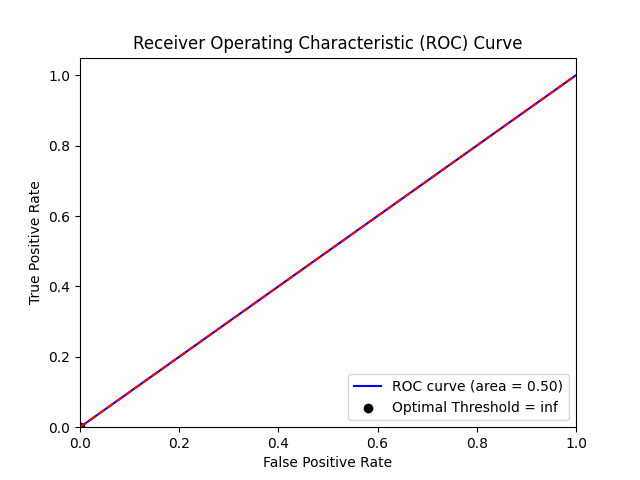 Receiver Operating Characteristic (ROC) Curve
True Positive Rate
1.0
0.8
0.6
0.4
0.2
0.0
ROC curve (area = 0.50)
Optimal Threshold = inf
0.0 0.2 0.4 0.6 0.8 1.0
False Positive Rate